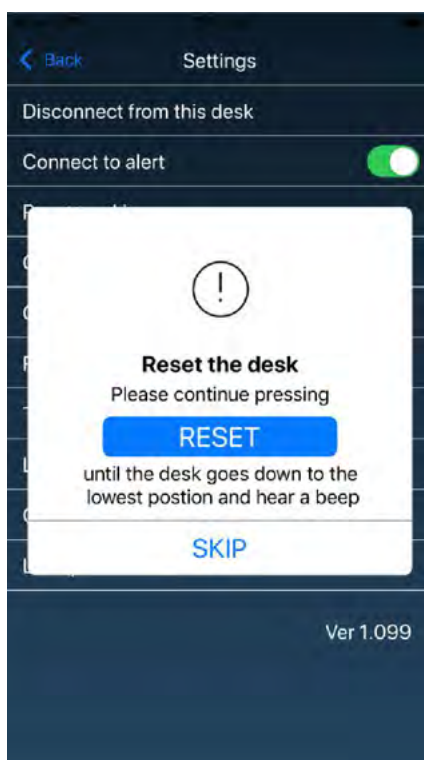 Back
Settings
Disconnect from this desk
Connect to alert
Reset the desk
Please continue pressing
RESET
until the desk goes down to the
lowest postion and hear a beep
SKIP
Ver 1.099